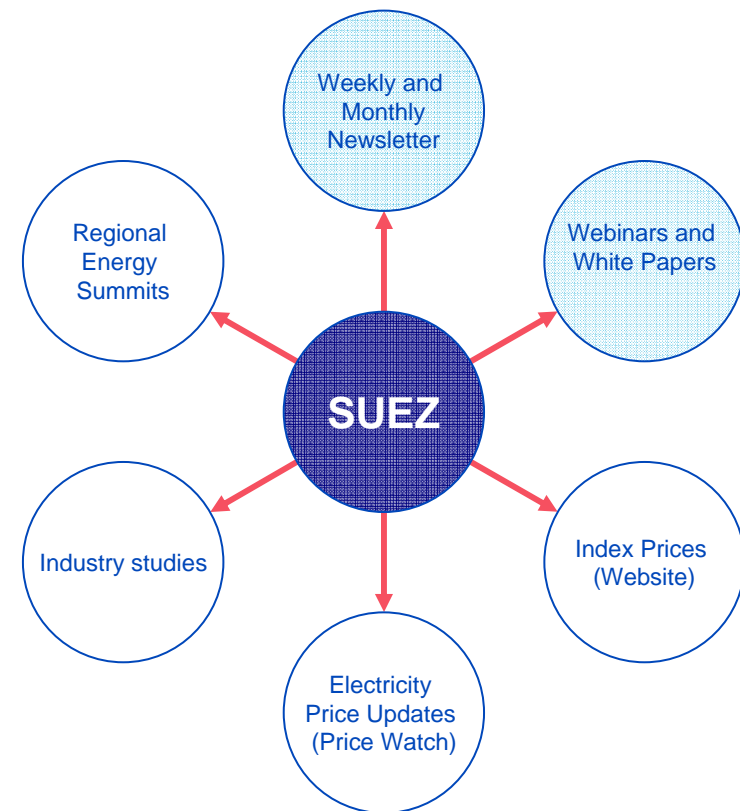 Weekly and
Monthly
Newsletter
Regional
Energy
Summits
Webinars and
White Papers
SUEZ
Industry studies
Index Prices
(Website)
Electricity
Price Updates
(Price Watch)